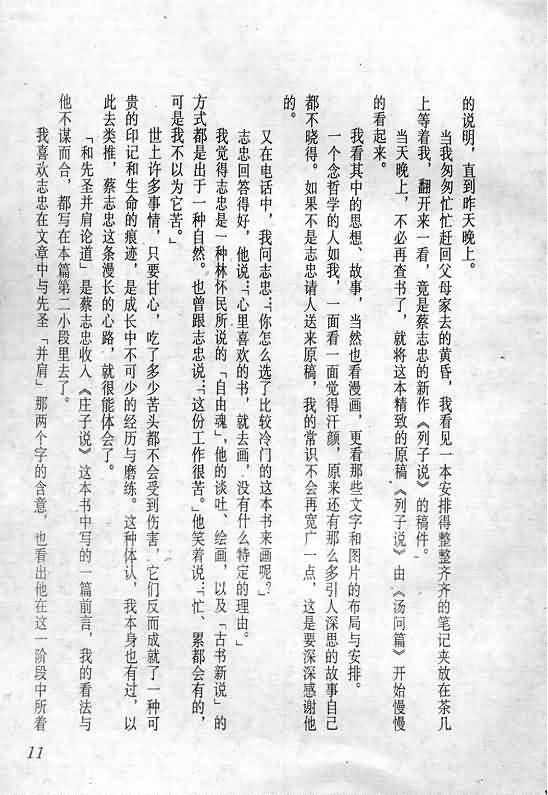 的说明，直到昨天晚上。
当我匆匆忙忙赶回父母家去的黄昏，我看见一本安排得整整齐齐的笔记夹放在茶几
上等着我，翻开来一看，竟是蔡志忠的新作《列子说》的稿件。
当天晚上，不必再查书了，就将这本精致的原稿《列子说》由《汤问篇》开始慢慢
的看起来。
我看其中的思想、故事，当然也看漫画，更看那些文字和图片的布局与安排。
一个念哲学的人如我，一面看一面觉得汗颜，原来还有那么多引人深思的故事自己
都不晓得。如果不是志忠请人送来原稿，我的常识不会再宽广一点，这是要深深感谢他
的。
又在电话中，我问志忠：「你怎么选了比较冷门的这本书来画呢？」
志忠回答得好，他说：「心里喜欢的书，就去画，没有什么特定的理由。」
我觉得志忠是一种林怀民所说的「自由魂」，他的谈吐、绘画，以及「古书新说」的
方式都是出于一种自然。也曾跟志忠说：「这份工作很苦。」他笑着说：「忙、累都会有的，
可是我不以为它苦。」
世上许多事情，只要甘心，吃了多少苦头都不会受到伤害，它们反而成就了一种可
贵的印记和生命的痕迹，是成长中不可少的经历与磨练。这种体认，我本身也有过，以
此去类推，蔡志忠这条漫长的心路，就很能体会了。
「和先圣并肩论道」是蔡志忠收入《庄子说》这本书中写的一篇前言，我的看法与
他不谋而合，都写在本篇第二小段里去了。
我喜欢志忠在文章中与先圣「并肩」那两个字的含意，也看出他在这一阶段中所着
11